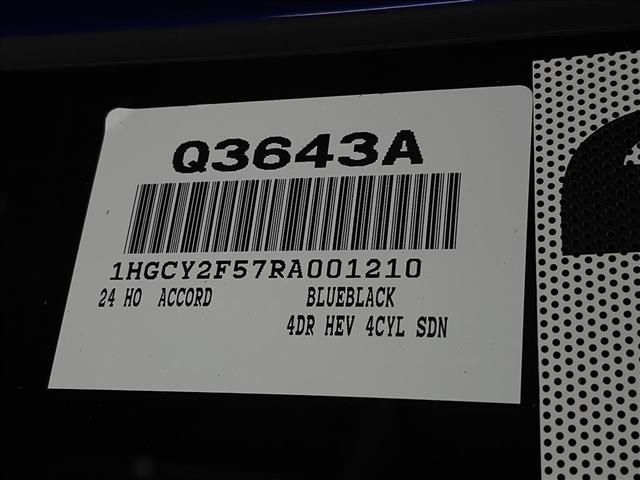 Q3643A
1HGCY2F57RA001210
24 HO ACCORD BLUEBLACK
4DR HEV 4CYL SDN